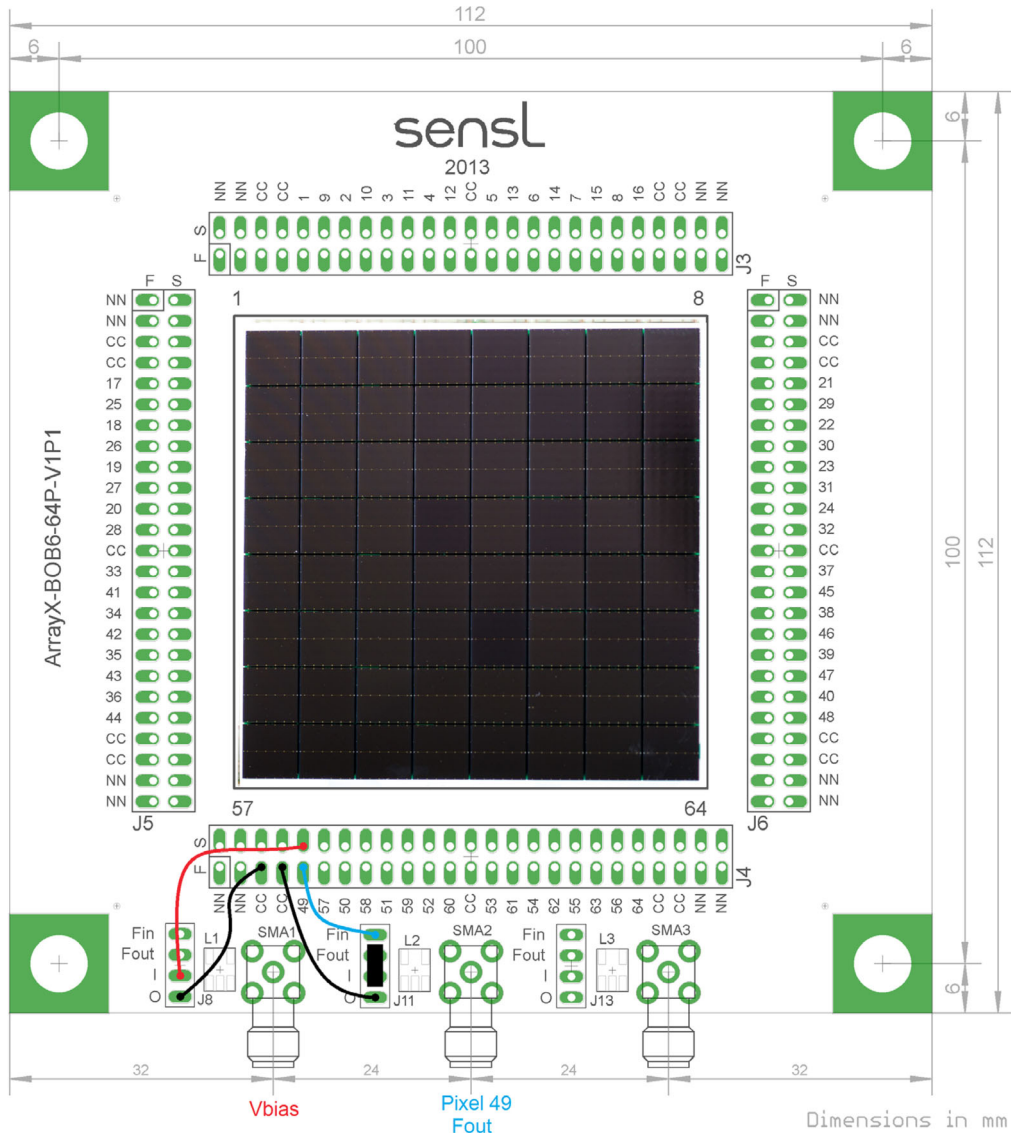 112
6
100
6
sensl
2013
NN NN CC CC 1 9 2 10 3 11 4 12 CC 5 13 6 14 7 15 8 16 CC CC NN NN
S
F
J3
F S
1
8
F S
NN
NN
CC
CC
17
25
18
26
19
27
20
28
CC
33
41
34
42
35
43
36
44
CC
CC
NN
NN
J5
ArrayX-BOB6-64P-V1P1
NN
NN
CC
CC
21
29
22
30
23
31
24
32
CC
37
45
38
46
39
47
40
48
CC
CC
NN
NN
J6
6
100
112
6
57
64
S
F
J4
NN NN CC CC 49 57 50 58 51 59 52 60 CC 53 61 54 62 55 63 56 64 CC CC NN NN
Fin
Fout
I
O
J8
L1
SMA1
Fin
Fout
I
O
J11
L2
SMA2
Fin
Fout
I
O
J13
L3
SMA3
32
24
24
32
Vbias
Pixel 49
Fout
Dimensions in mm